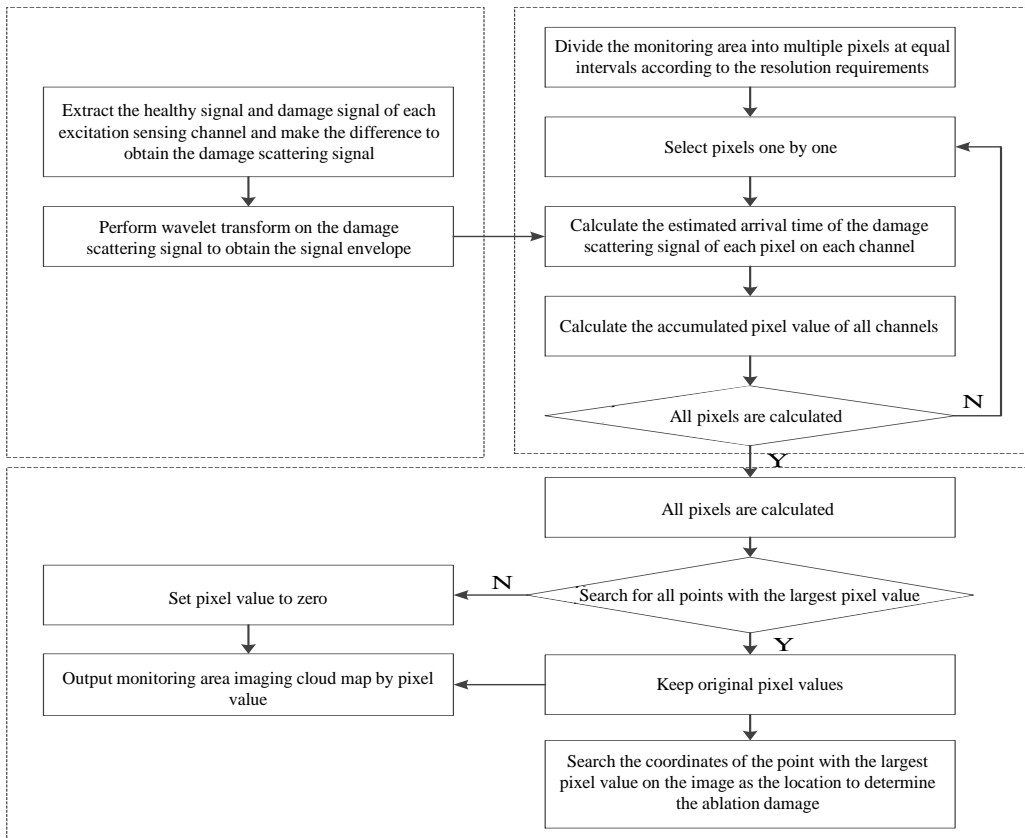 Extract the healthy signal and damage signal of each
excitation sensing channel and make the difference to
obtain the damage scattering signal
Perform wavelet transform on the damage
scattering signal to obtain the signal envelope
Divide the monitoring area into multiple pixels at equal
intervals according to the resolution requirements
Select pixels one by one
Calculate the estimated arrival time of the damage
scattering signal of each pixel on each channel
Calculate the accumulated pixel value of all channels
All pixels are calculated
N
Y
All pixels are calculated
Search for all points with the largest pixel value
N
Y
Set pixel value to zero
Output monitoring area imaging cloud map by pixel
value
Keep original pixel values
Search the coordinates of the point with the largest
pixel value on the image as the location to determine
the ablation damage